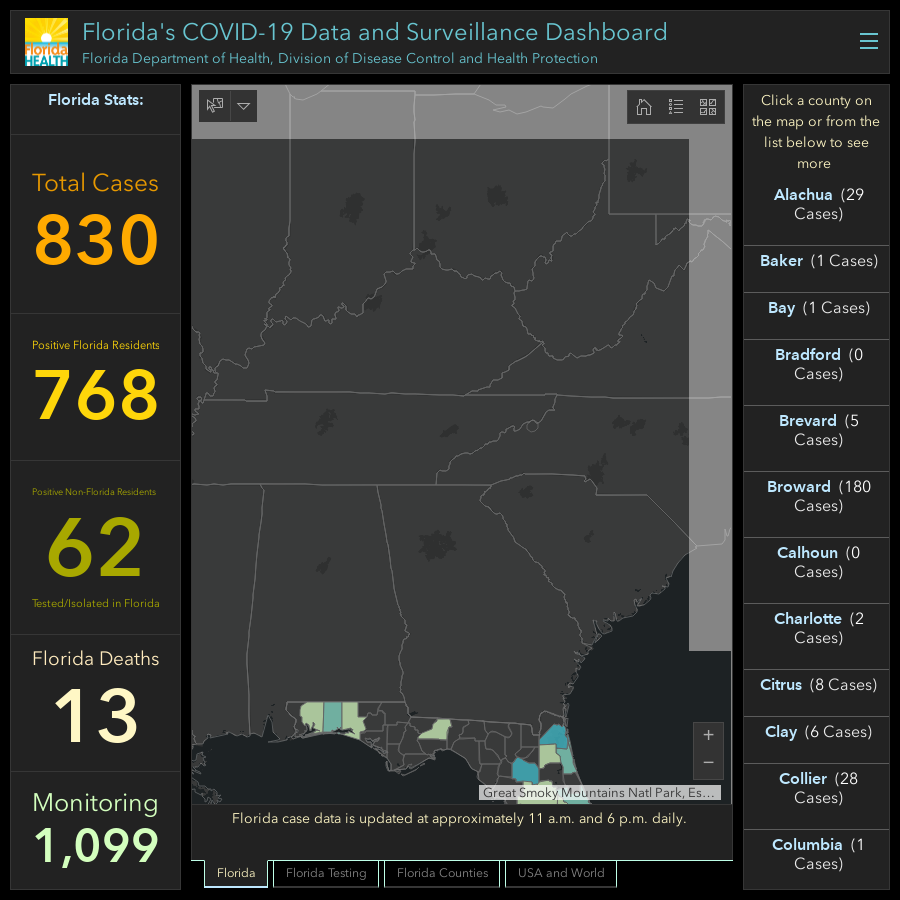 Florida
HEALTH
Florida's COVID-19 Data and Surveillance Dashboard
Florida Department of Health, Division of Disease Control and Health Protection
Florida Stats:
Total Cases
830
Positive Florida Residents
768
Positive Non-Florida Residents
62
Tested/Isolated in Florida
Florida Deaths
13
Monitoring
1,099
Great Smoky Mountains Natl Park, Es...
Florida case data is updated at approximately 11 a.m. and 6 p.m. daily.
Florida
Florida Testing
Florida Counties
USA and World
Click a county on
the map or from the
list below to see
more
Alachua (29
Cases)
Baker (1 Cases)
Bay (1 Cases)
Bradford (0
Cases)
Brevard (5
Cases)
Broward (180
Cases)
Calhoun (0
Cases)
Charlotte (2
Cases)
Citrus (8 Cases)
Clay (6 Cases)
Collier (28
Cases)
Columbia (1
Cases)